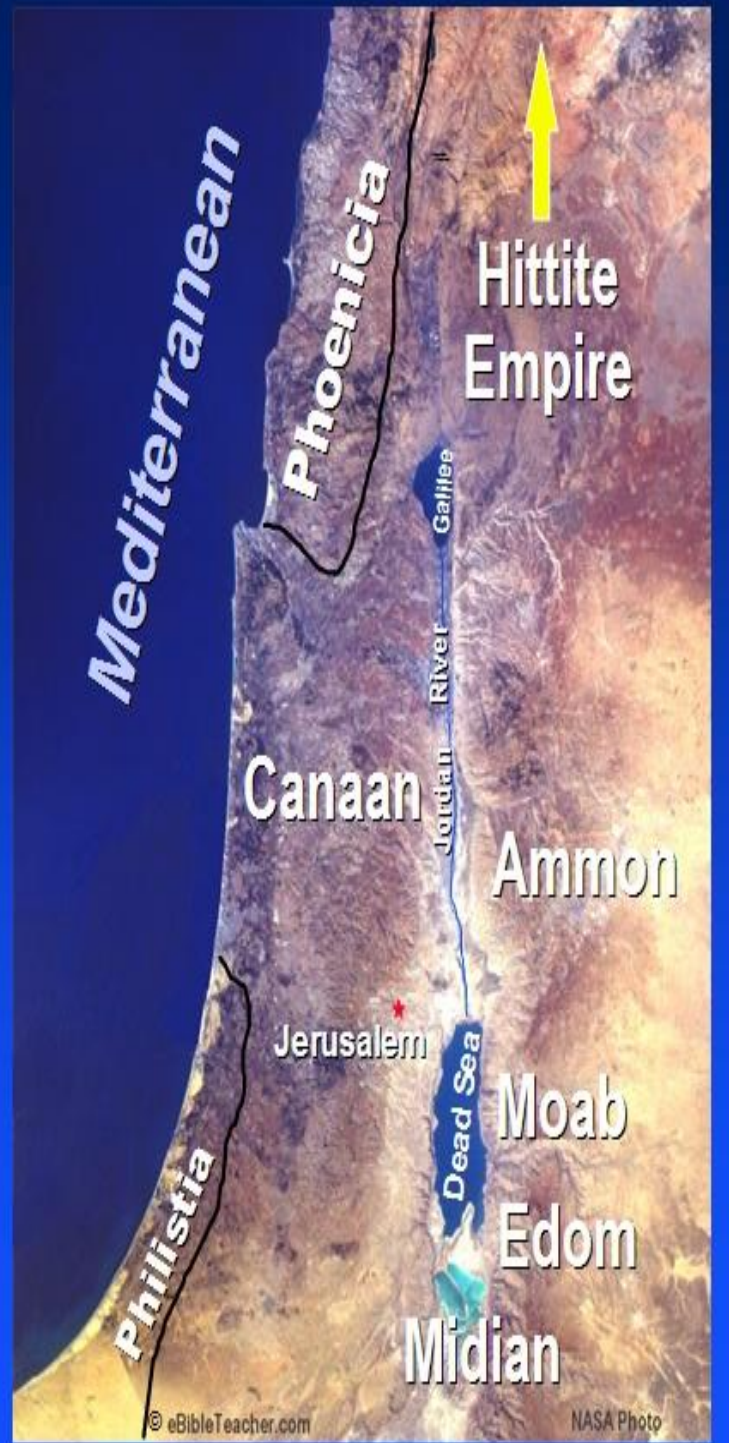 Mediterranean
Phoenicia
Hittite
Empire
Galilee
Jordan River
Canaan
Ammon
Jerusalem
Dead Sea
Moab
Philistia
Edom
Midian
© eBibleTeacher.com
NASA Photo